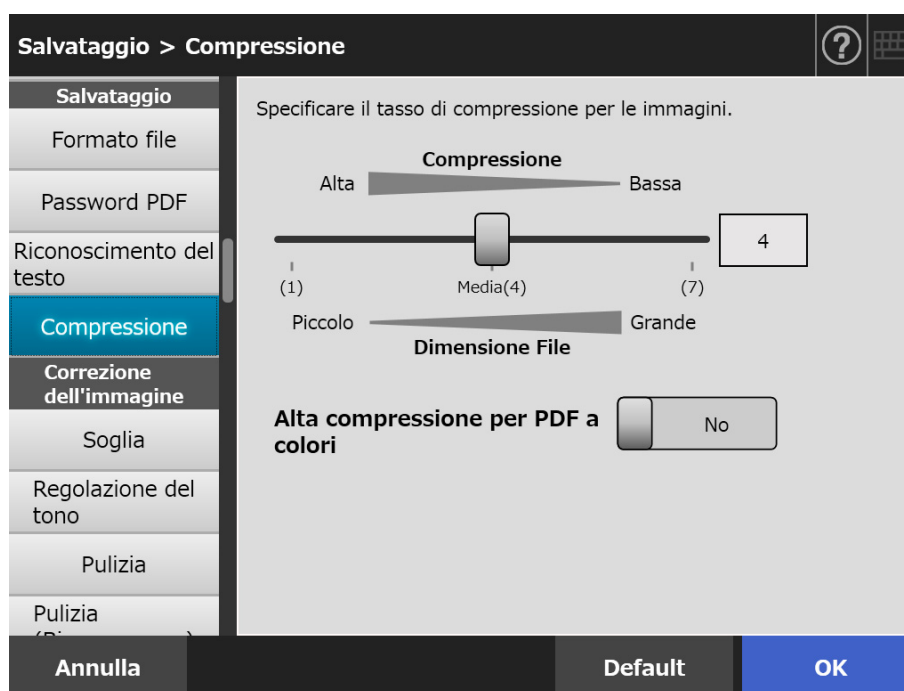 Salvataggio > Compressione
Salvataggio
Formato file
Password PDF
Riconoscimento del
testo
Compressione
Correzione
dell'immagine
Soglia
Regolazione del
tono
Pulizia
Pulizia
Specificare il tasso di compressione per le immagini.
Compressione
Alta
Bassa
4
(1)
Media(4)
(7)
Piccolo
Grande
Dimensione File
Alta compressione per PDF a
colori
No
Annulla
Default
OK